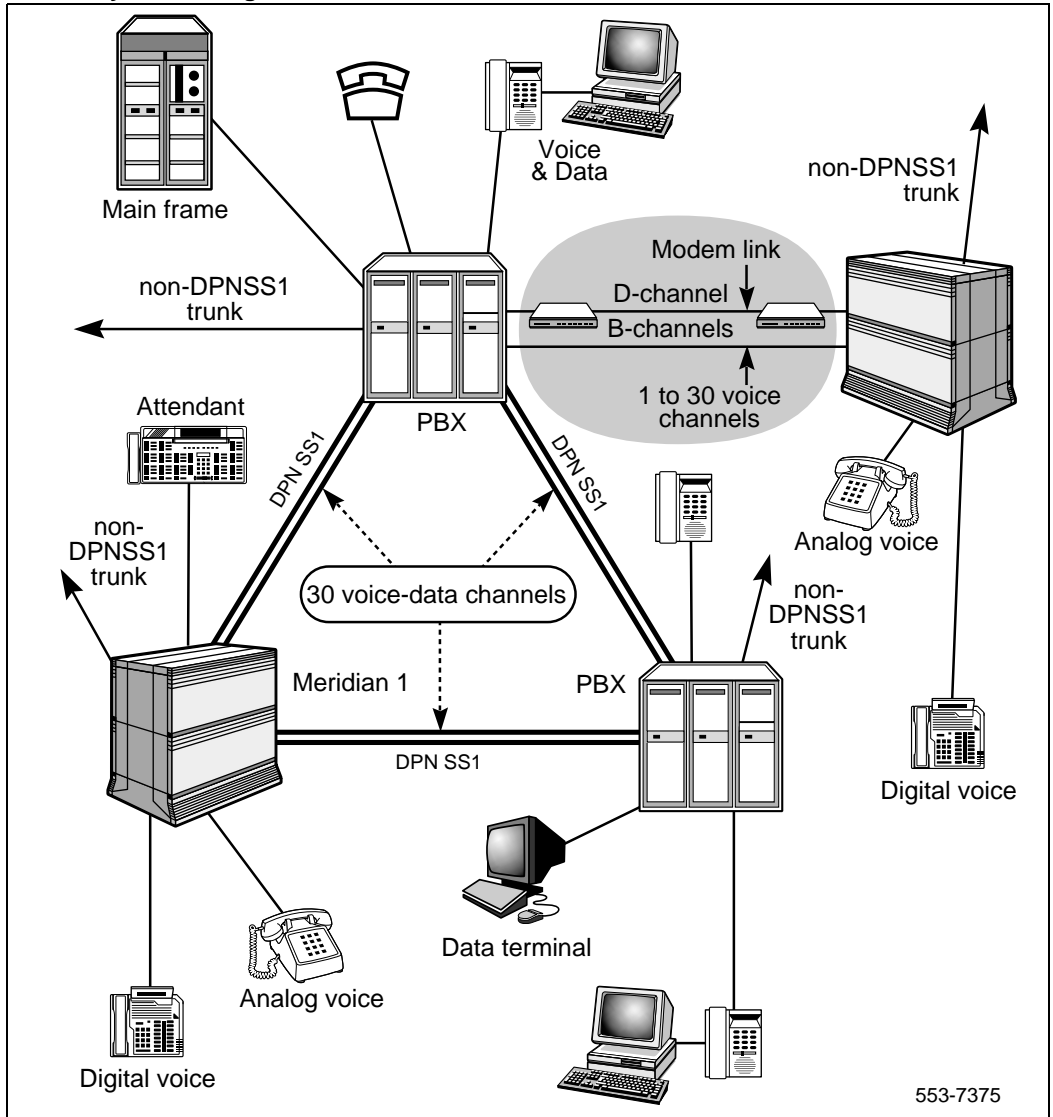 Voice
& Data
non-DPNSS1
trunk
Main frame
Modem link
non-DPNSS1
trunk
D-channel
B-channels
1 to 30 voice
channels
Attendant
PBX
DPN SS1
DPN SS1
non-
DPNSS1
trunk
Analog voice
30 voice-data channels
non-
DPNSS1
trunk
Meridian 1
PBX
DPN SS1
Digital voice
Data terminal
Analog voice
Digital voice
553-7375